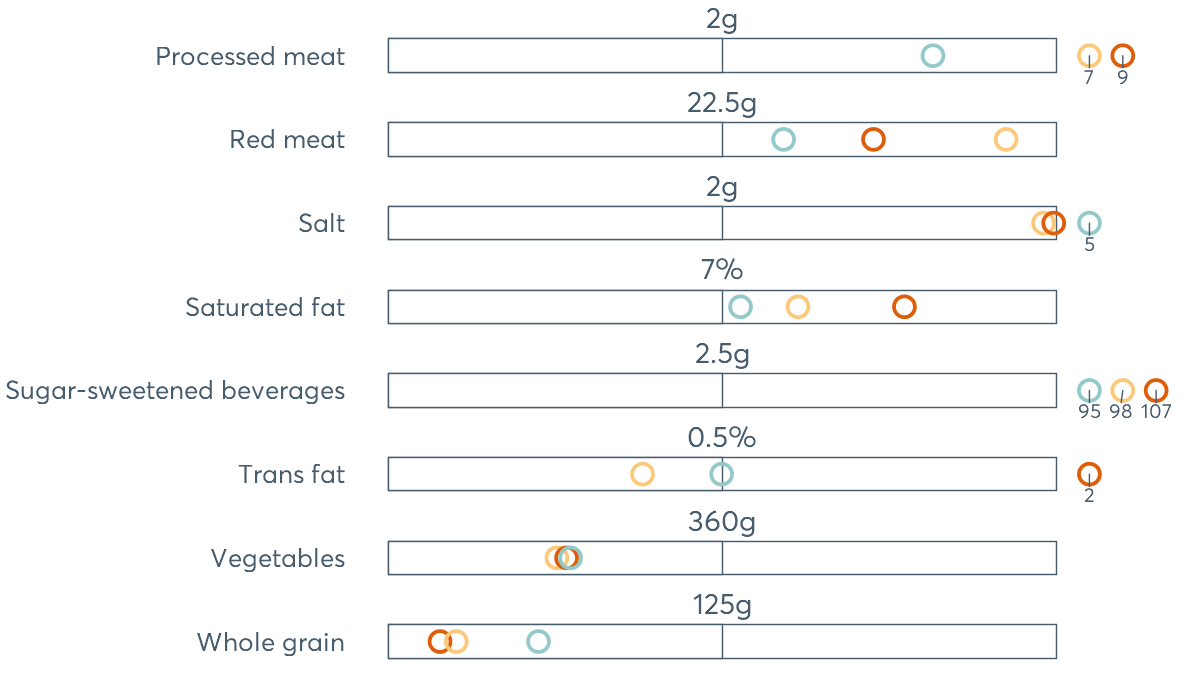 2g
Processed meat
7 9
22.5g
Red meat
2g
Salt
5
7%
Saturated fat
2.5g
Sugar-sweetened beverages
95 98 107
0.5%
Trans fat
2
360g
Vegetables
125g
Whole grain